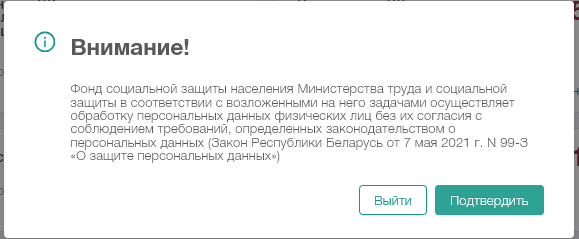 Внимание!
Фонд социальной защиты населения Министерства труда и социальной
защиты в соответствии с возложенными на него задачами осуществляет
обработку персональных данных физических лиц без их согласия с
соблюдением требований, определенных законодательством о
персональных данных (Закон Республики Беларусь от 7 мая 2021 г. N 99-З
«О защите персональных данных»)
Выйти
Подтвердить